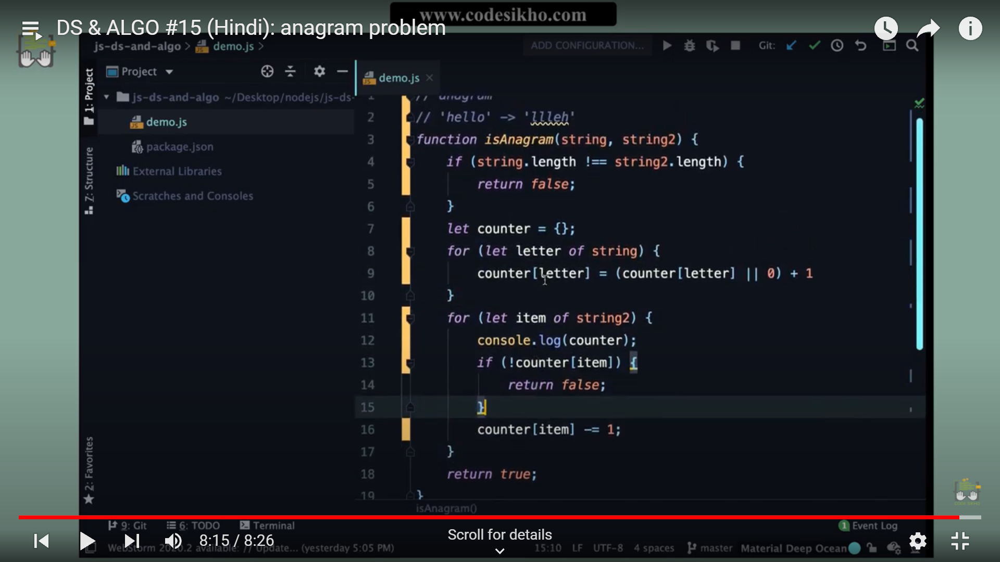 www.codesikho.com
DS & ALGO #15 (Hindi): anagram problem
js-ds-and-algo > demo.js >
ADD CONFIGURATION...
Git:
1: Project
Project
demo.js
js-ds-and-algo ~/Desktop/nodejs/js-ds-
demo.js
package.json
External Libraries
Scratches and Consoles
Z: Structure
2: Favorites
1 // anagram
2 // 'hello' -> 'llleh'
3 function isAnagram(string, string2) {
4 if (string.length !== string2.length) {
5 return false;
6 }
7 let counter = {};
8 for (let letter of string) {
9 counter[letter] = (counter[letter] || 0) + 1
10 }
11 for (let item of string2) {
12 console.log(counter);
13 if (!counter[item]) {
14 return false;
15 }
16 counter[item] -= 1;
17 }
18 return true;
19 }
isAnagram()
CODE SIKHO
9: Git
6: TODO
Terminal
1 Event Log
8:15 / 8:26
Scroll for details
WebStorm 2020.2 available: // Update... (yesterday 5:05 PM)
15:10 LF UTF-8 4 spaces master Material Deep Ocean